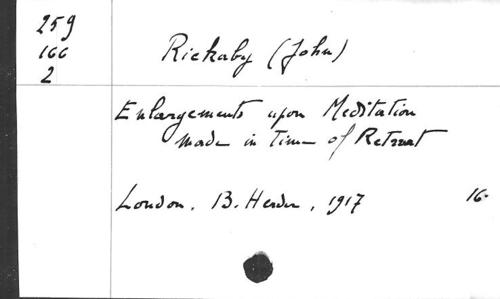 259
166
2
Rickaby (John)
Enlargements upon Meditation
made in Time of Retreat
London. B. Herder, 1917 16.